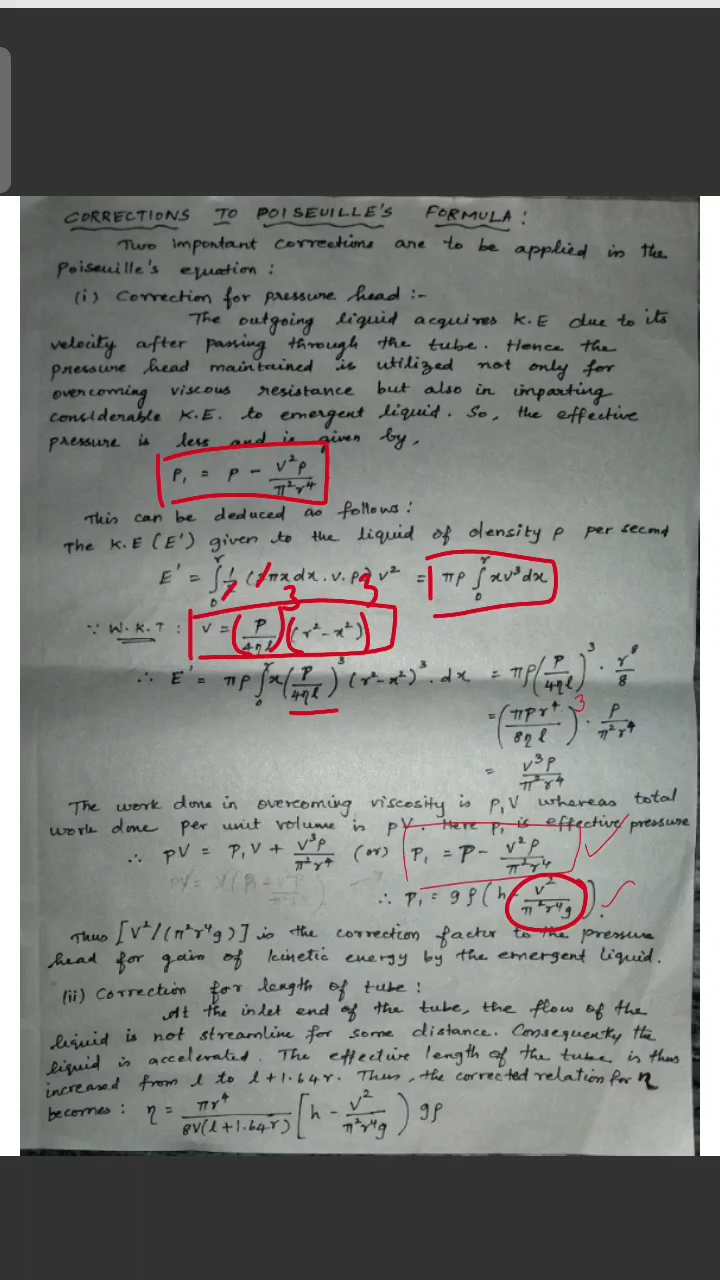 CORRECTIONS TO POISEUILLE'S FORMULA :
Two important corrections are to be applied in the
Poiseuille's equation :
(i) Correction for pressure head :-
The outgoing liquid acquires K.E due to its
velocity after passing through the tube. Hence the
pressure head maintained is utilized not only for
overcoming viscous resistance but also in imparting
considerable K.E. to emergent liquid. So, the effective
pressure is less and is given by,
P₁ = P - V²ρ/π²r⁴
This can be deduced as follows :
The K.E (E') given to the liquid of density ρ per second
E' = ∫₀ʳ 1/2 (2πx dx . v. ρ) v² = πρ ∫₀ʳ xv³dx
3 3
∵ W.K.T : v = (P/4ηl) (r² - x²)
∴ E' = πρ ∫₀ʳ x (P/4ηl)³ (r² - x²)³ . dx = πρ (P/4ηl)³ . r⁸/8
= (πPr⁴/8ηl)³ . ρ/π²r⁴
= V³ρ/π²r⁴
The work done in overcoming viscosity is P₁V whereas total
work done per unit volume is pV. Here P₁ is effective pressure
∴ pV = P₁V + V³ρ/π²r⁴ (or) P₁ = P - V²ρ/π²r⁴
∴ P₁ = gρ (h - V²/π²r⁴g) .
Thus [V²/(π²r⁴g)] is the correction factor to the pressure
head for gain of kinetic energy by the emergent liquid.
(ii) Correction for length of tube :
At the inlet end of the tube, the flow of the
liquid is not streamline for some distance. Consequenty the
liquid is accelerated. The effective length of the tube is thus
increased from l to l + 1.64r. Thus, the corrected relation for η
becomes : η = πr⁴/8V(l + 1.64r) [h - V²/π²r⁴g) gρ